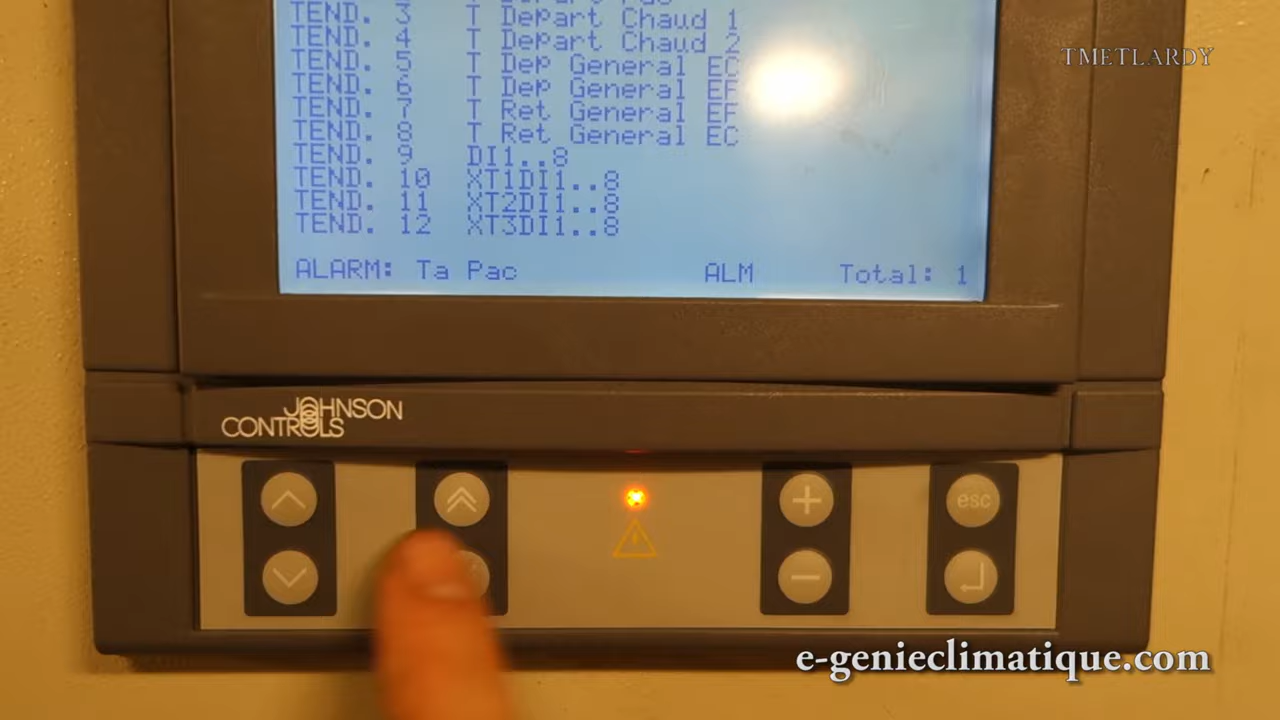 TEND. 3 T Depart Chaud 1
TEND. 4 T Depart Chaud 2
TEND. 5 T Dep General EC
TEND. 6 T Dep General EF
TEND. 7 T Ret General EF
TEND. 8 T Ret General EC
TEND. 9 DI1..8
TEND. 10 XT1DI1..8
TEND. 11 XT2DI1..8
TEND. 12 XT3DI1..8
ALARM: Ta Pac ALM Total: 1
TMETLARDY
JOHNSON
CONTROLS
esc
e-genieclimatique.com